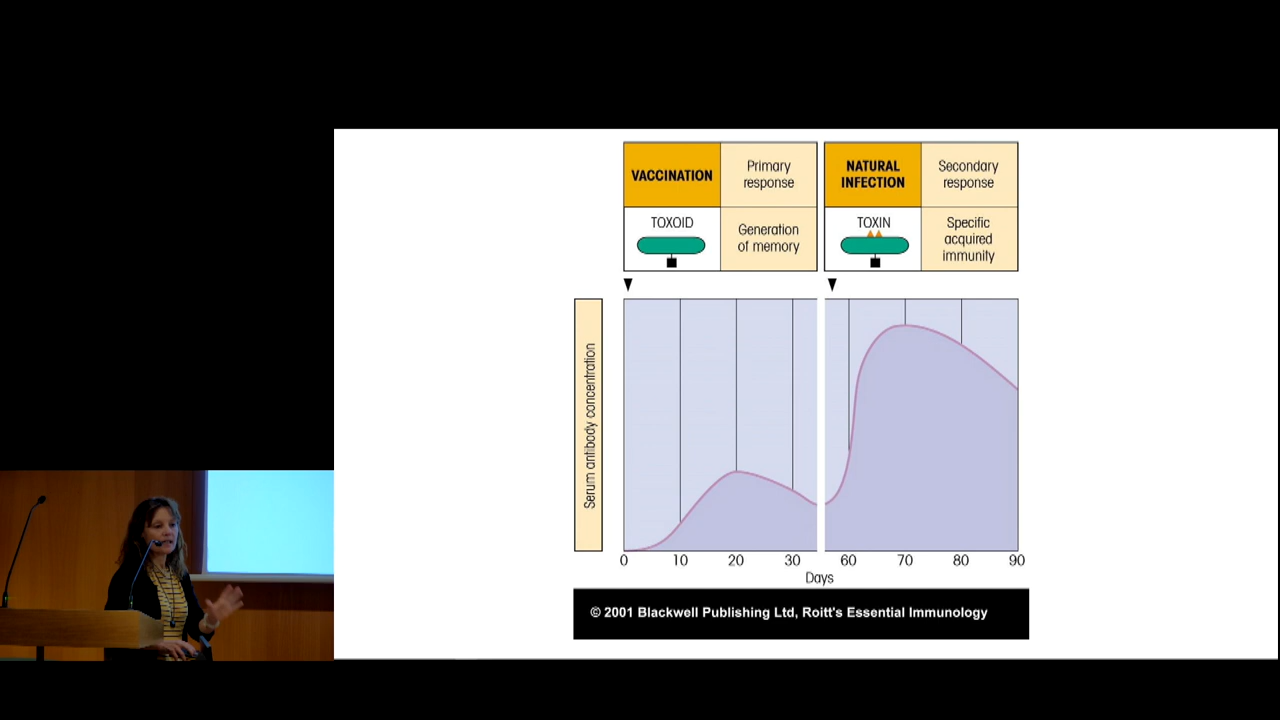 VACCINATION
Primary
response
NATURAL
INFECTION
Secondary
response
TOXOID
Generation
of memory
TOXIN
Specific
acquired
immunity
Serum antibody concentration
0 10 20 30 60 70 80 90
Days
© 2001 Blackwell Publishing Ltd, Roitt's Essential Immunology